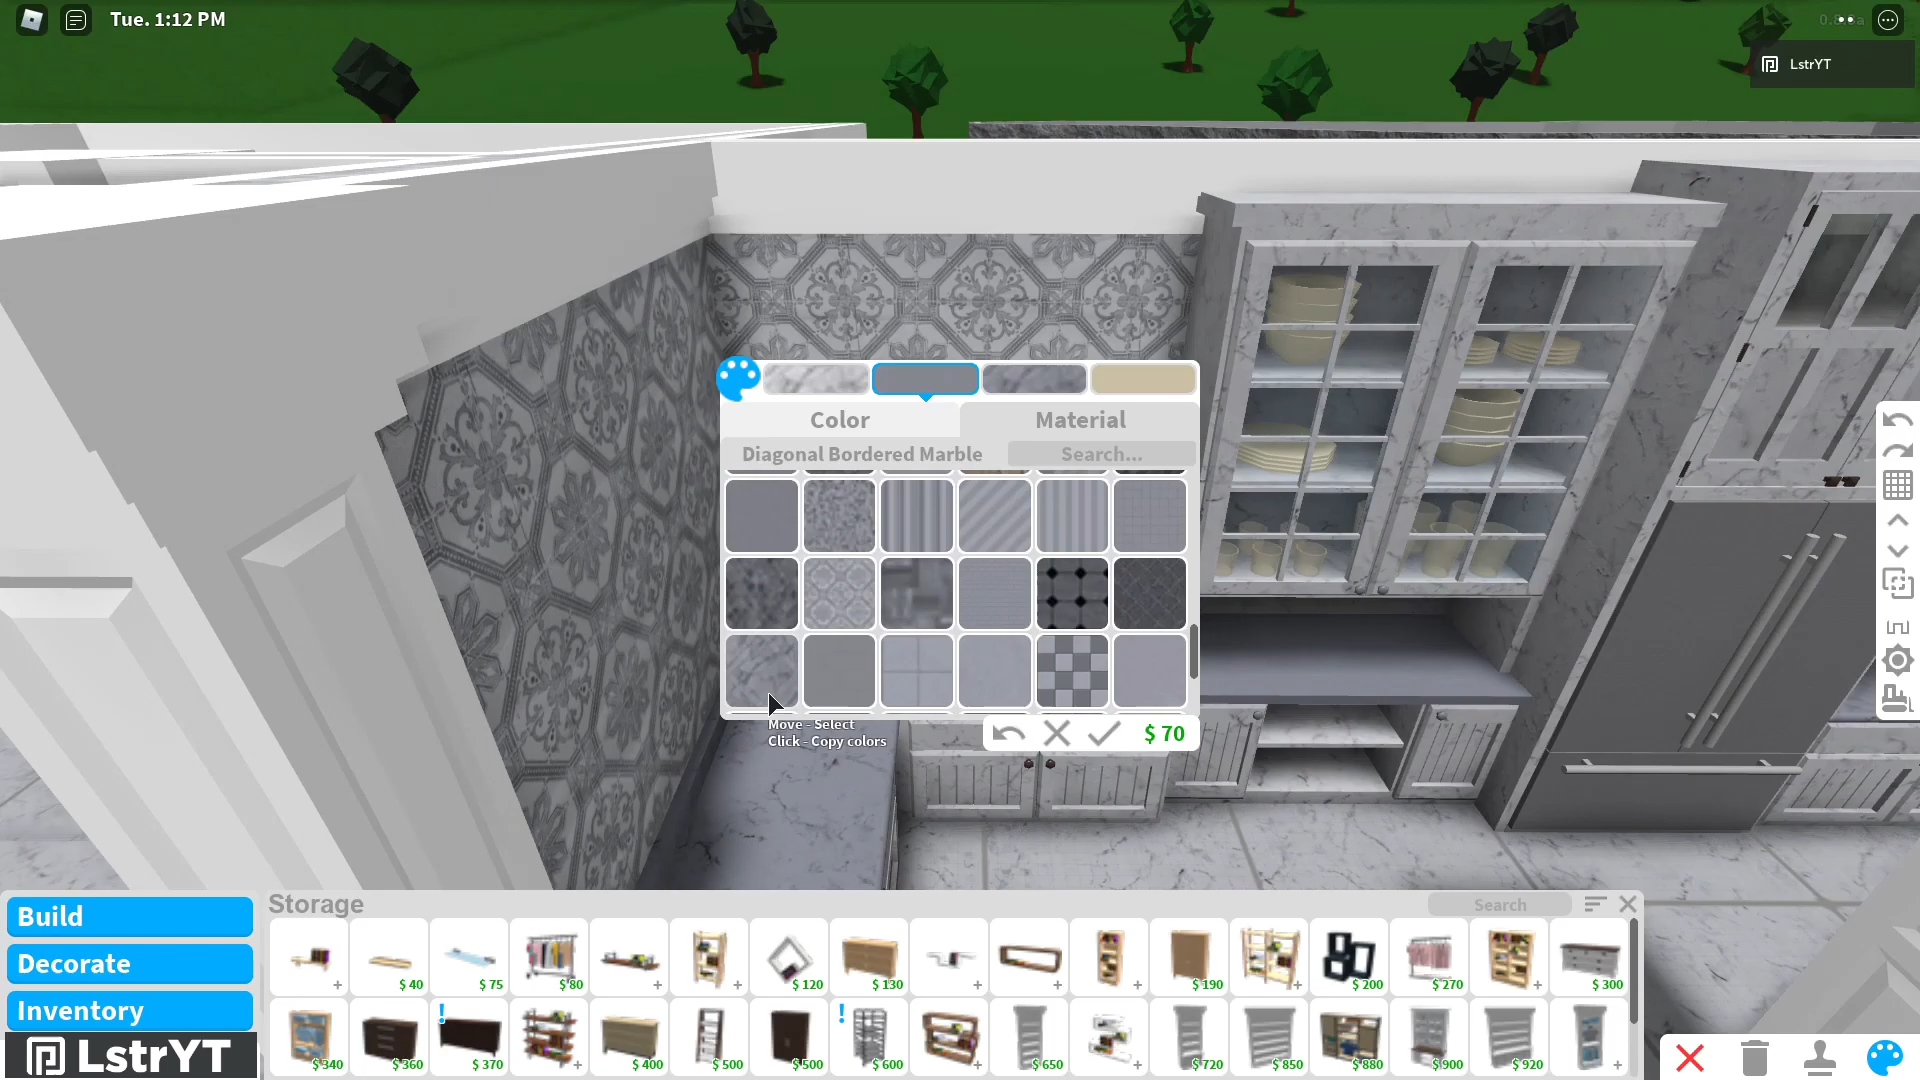 Tue. 1:12 PM
LstrYT
Color
Material
Diagonal Bordered Marble
Search...
Move - Select
Click - Copy colors
$ 70
Build
Decorate
Inventory
LstrYT
Storage
Search
$ 40
$ 75
$ 80
$ 120
$ 130
$ 190
$ 200
$ 270
$ 300
$ 340
$ 360
$ 370
$ 400
$ 500
$ 500
$ 600
$ 650
$ 720
$ 850
$ 880
$ 900
$ 920